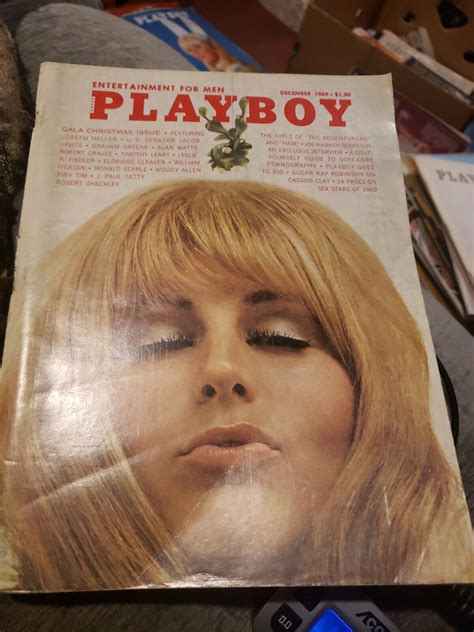 PLAYBOY
ENTERTAINMENT FOR MEN
DECEMBER 1969 • $1.50
PLAYBOY
GALA CHRISTMAS ISSUE • FEATURING
JOSEPH HELLER • U. S. SENATOR JACOB
JAVITS • GRAHAM GREENE • ALAN WATTS
ROBERT GRAVES • TIMOTHY LEARY • LESLIE
A. FIEDLER • ELDRIDGE CLEAVER • WILLIAM
IVERSEN • RONALD SEARLE • WOODY ALLEN
TINY TIM • J. PAUL GETTY
ROBERT SHECKLEY
THE GIRLS OF "THE ADVENTURERS"
AND "HAIR" • JOE NAMATH SUDSES IN
AN EXCLUSIVE INTERVIEW • A DO-IT-
YOURSELF GUIDE TO SOFT-CORE
PORNOGRAPHY • PLAYBOY GOES
TO RIO • SUGAR RAY ROBINSON ON
CASSIUS CLAY • 14 PAGES ON
SEX STARS OF 1969
0.0